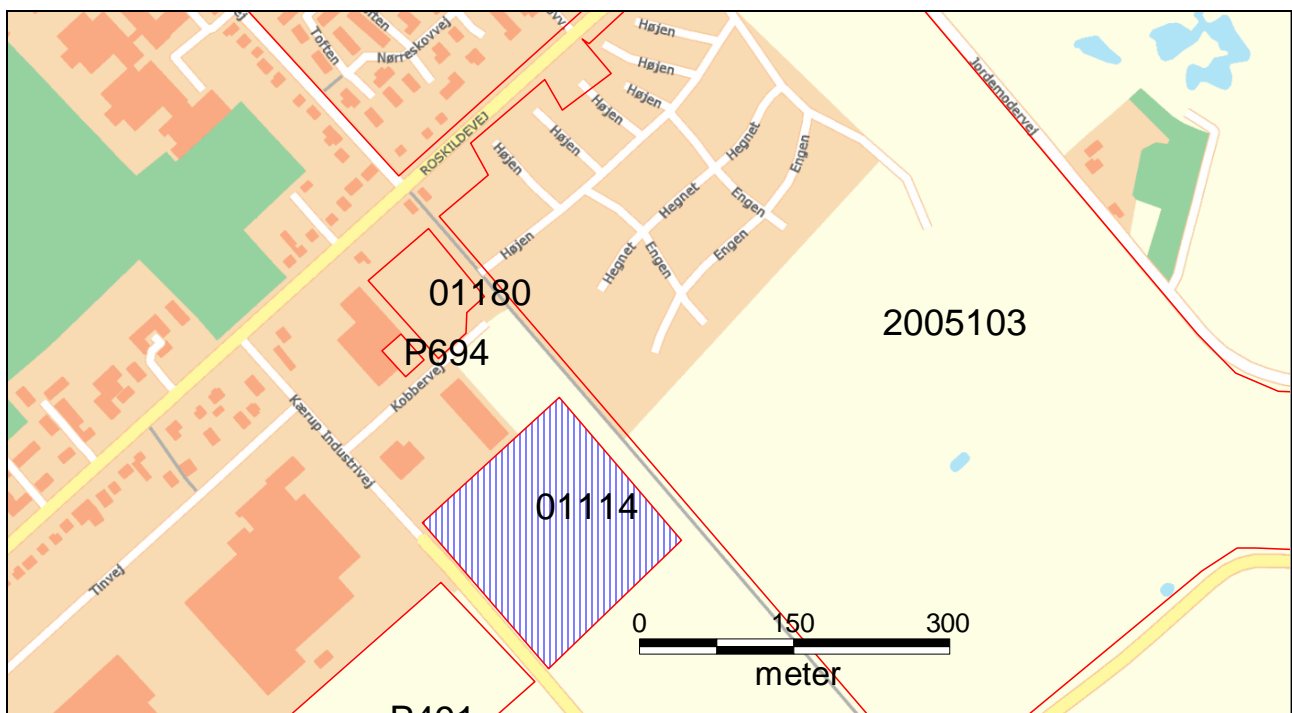 Toften
Toften
Nørreskovvej
ROSKILDEVEJ
Højen
Højen
Højen
Højen
Højen
Højen
Højen
Hegnet
Engen
Hegnet
Engen
Engen
Hegnet
Engen
Jordemodervej
01180
P694
2005103
Kobbervej
Kærup Industrivej
01114
Tinvej
0 150 300
meter